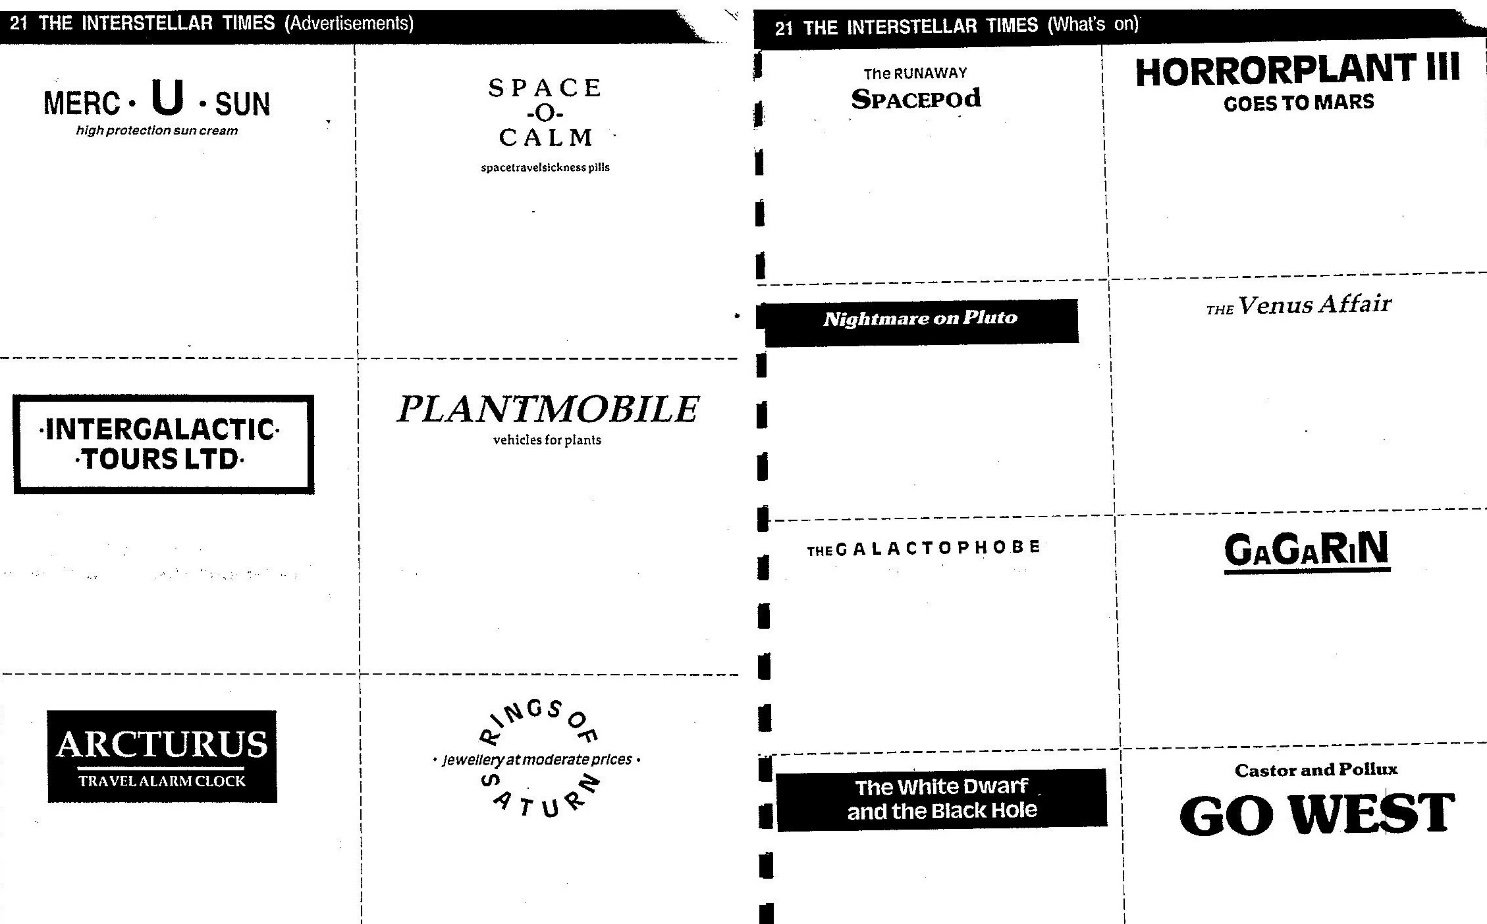 21 THE INTERSTELLAR TIMES (Advertisements)
MERC · U · SUN
high protection sun cream
SPACE
-O-
CALM
spacetravelsickness pills
·INTERGALACTIC·
·TOURS LTD·
PLANTMOBILE
vehicles for plants
ARCTURUS
TRAVEL ALARM CLOCK
RINGS OF
· jewellery at moderate prices ·
SATURN
21 THE INTERSTELLAR TIMES (What's on)
The RUNAWAY
SPACEPOd
HORRORPLANT III
GOES TO MARS
Nightmare on Pluto
THE Venus Affair
THE GALACTOPHOBE
GAGARIN
The White Dwarf
and the Black Hole
Castor and Pollux
GO WEST